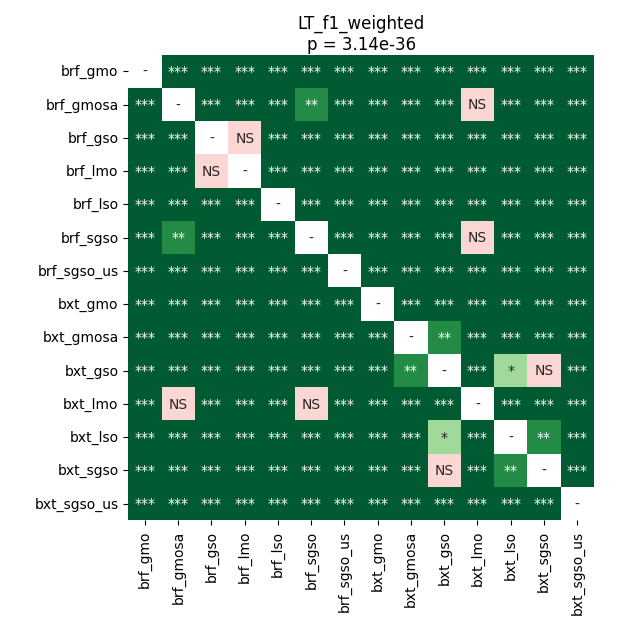 LT_f1_weighted
p = 3.14e-36
brf_gmo - *** *** *** *** *** *** *** *** *** *** *** *** ***
brf_gmosa *** - *** *** *** ** *** *** *** *** NS *** *** ***
brf_gso *** *** - NS *** *** *** *** *** *** *** *** *** ***
brf_lmo *** *** NS - *** *** *** *** *** *** *** *** *** ***
brf_lso *** *** *** *** - *** *** *** *** *** *** *** *** ***
brf_sgso *** ** *** *** *** - *** *** *** *** NS *** *** ***
brf_sgso_us *** *** *** *** *** *** - *** *** *** *** *** *** ***
bxt_gmo *** *** *** *** *** *** *** - *** *** *** *** *** ***
bxt_gmosa *** *** *** *** *** *** *** *** - ** *** *** *** ***
bxt_gso *** *** *** *** *** *** *** *** ** - *** * NS ***
bxt_lmo *** NS *** *** *** NS *** *** *** *** - *** *** ***
bxt_lso *** *** *** *** *** *** *** *** *** * *** - ** ***
bxt_sgso *** *** *** *** *** *** *** *** *** NS *** ** - ***
bxt_sgso_us *** *** *** *** *** *** *** *** *** *** *** *** *** -
brf_gmo brf_gmosa brf_gso brf_lmo brf_lso brf_sgso brf_sgso_us bxt_gmo bxt_gmosa bxt_gso bxt_lmo bxt_lso bxt_sgso bxt_sgso_us